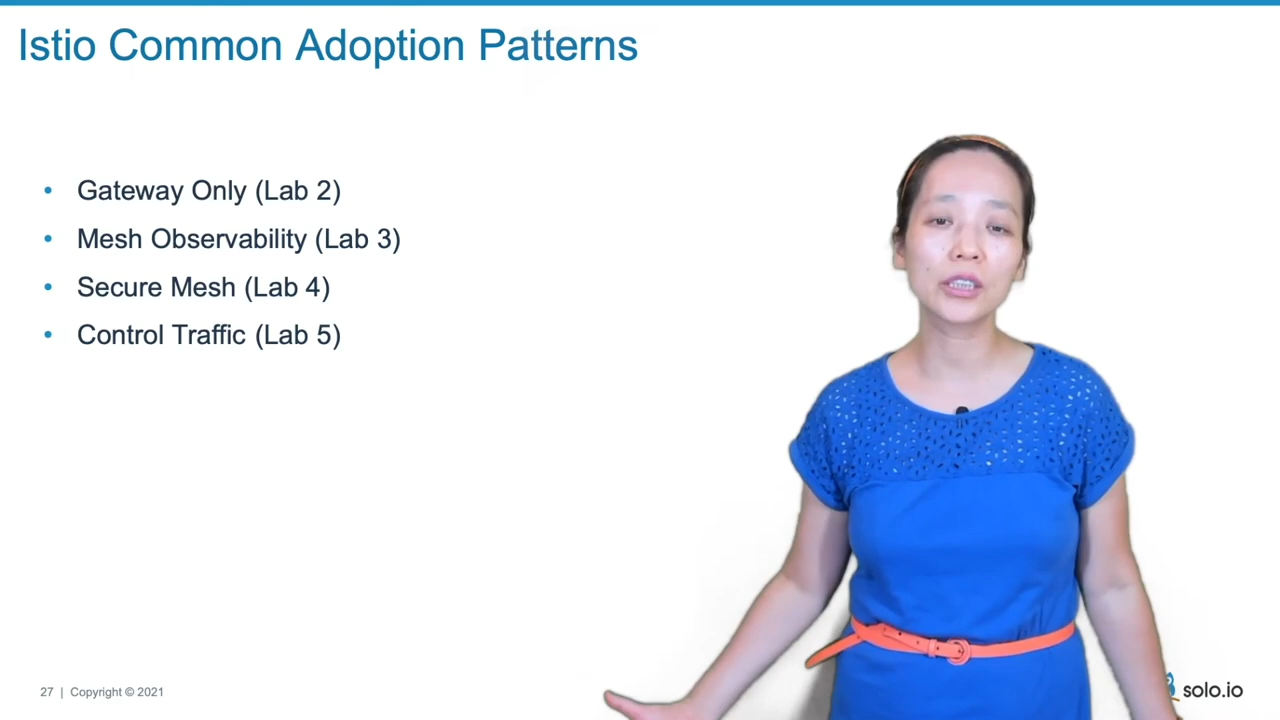 Istio Common Adoption Patterns
• Gateway Only (Lab 2)
• Mesh Observability (Lab 3)
• Secure Mesh (Lab 4)
• Control Traffic (Lab 5)
27 | Copyright © 2021
solo.io